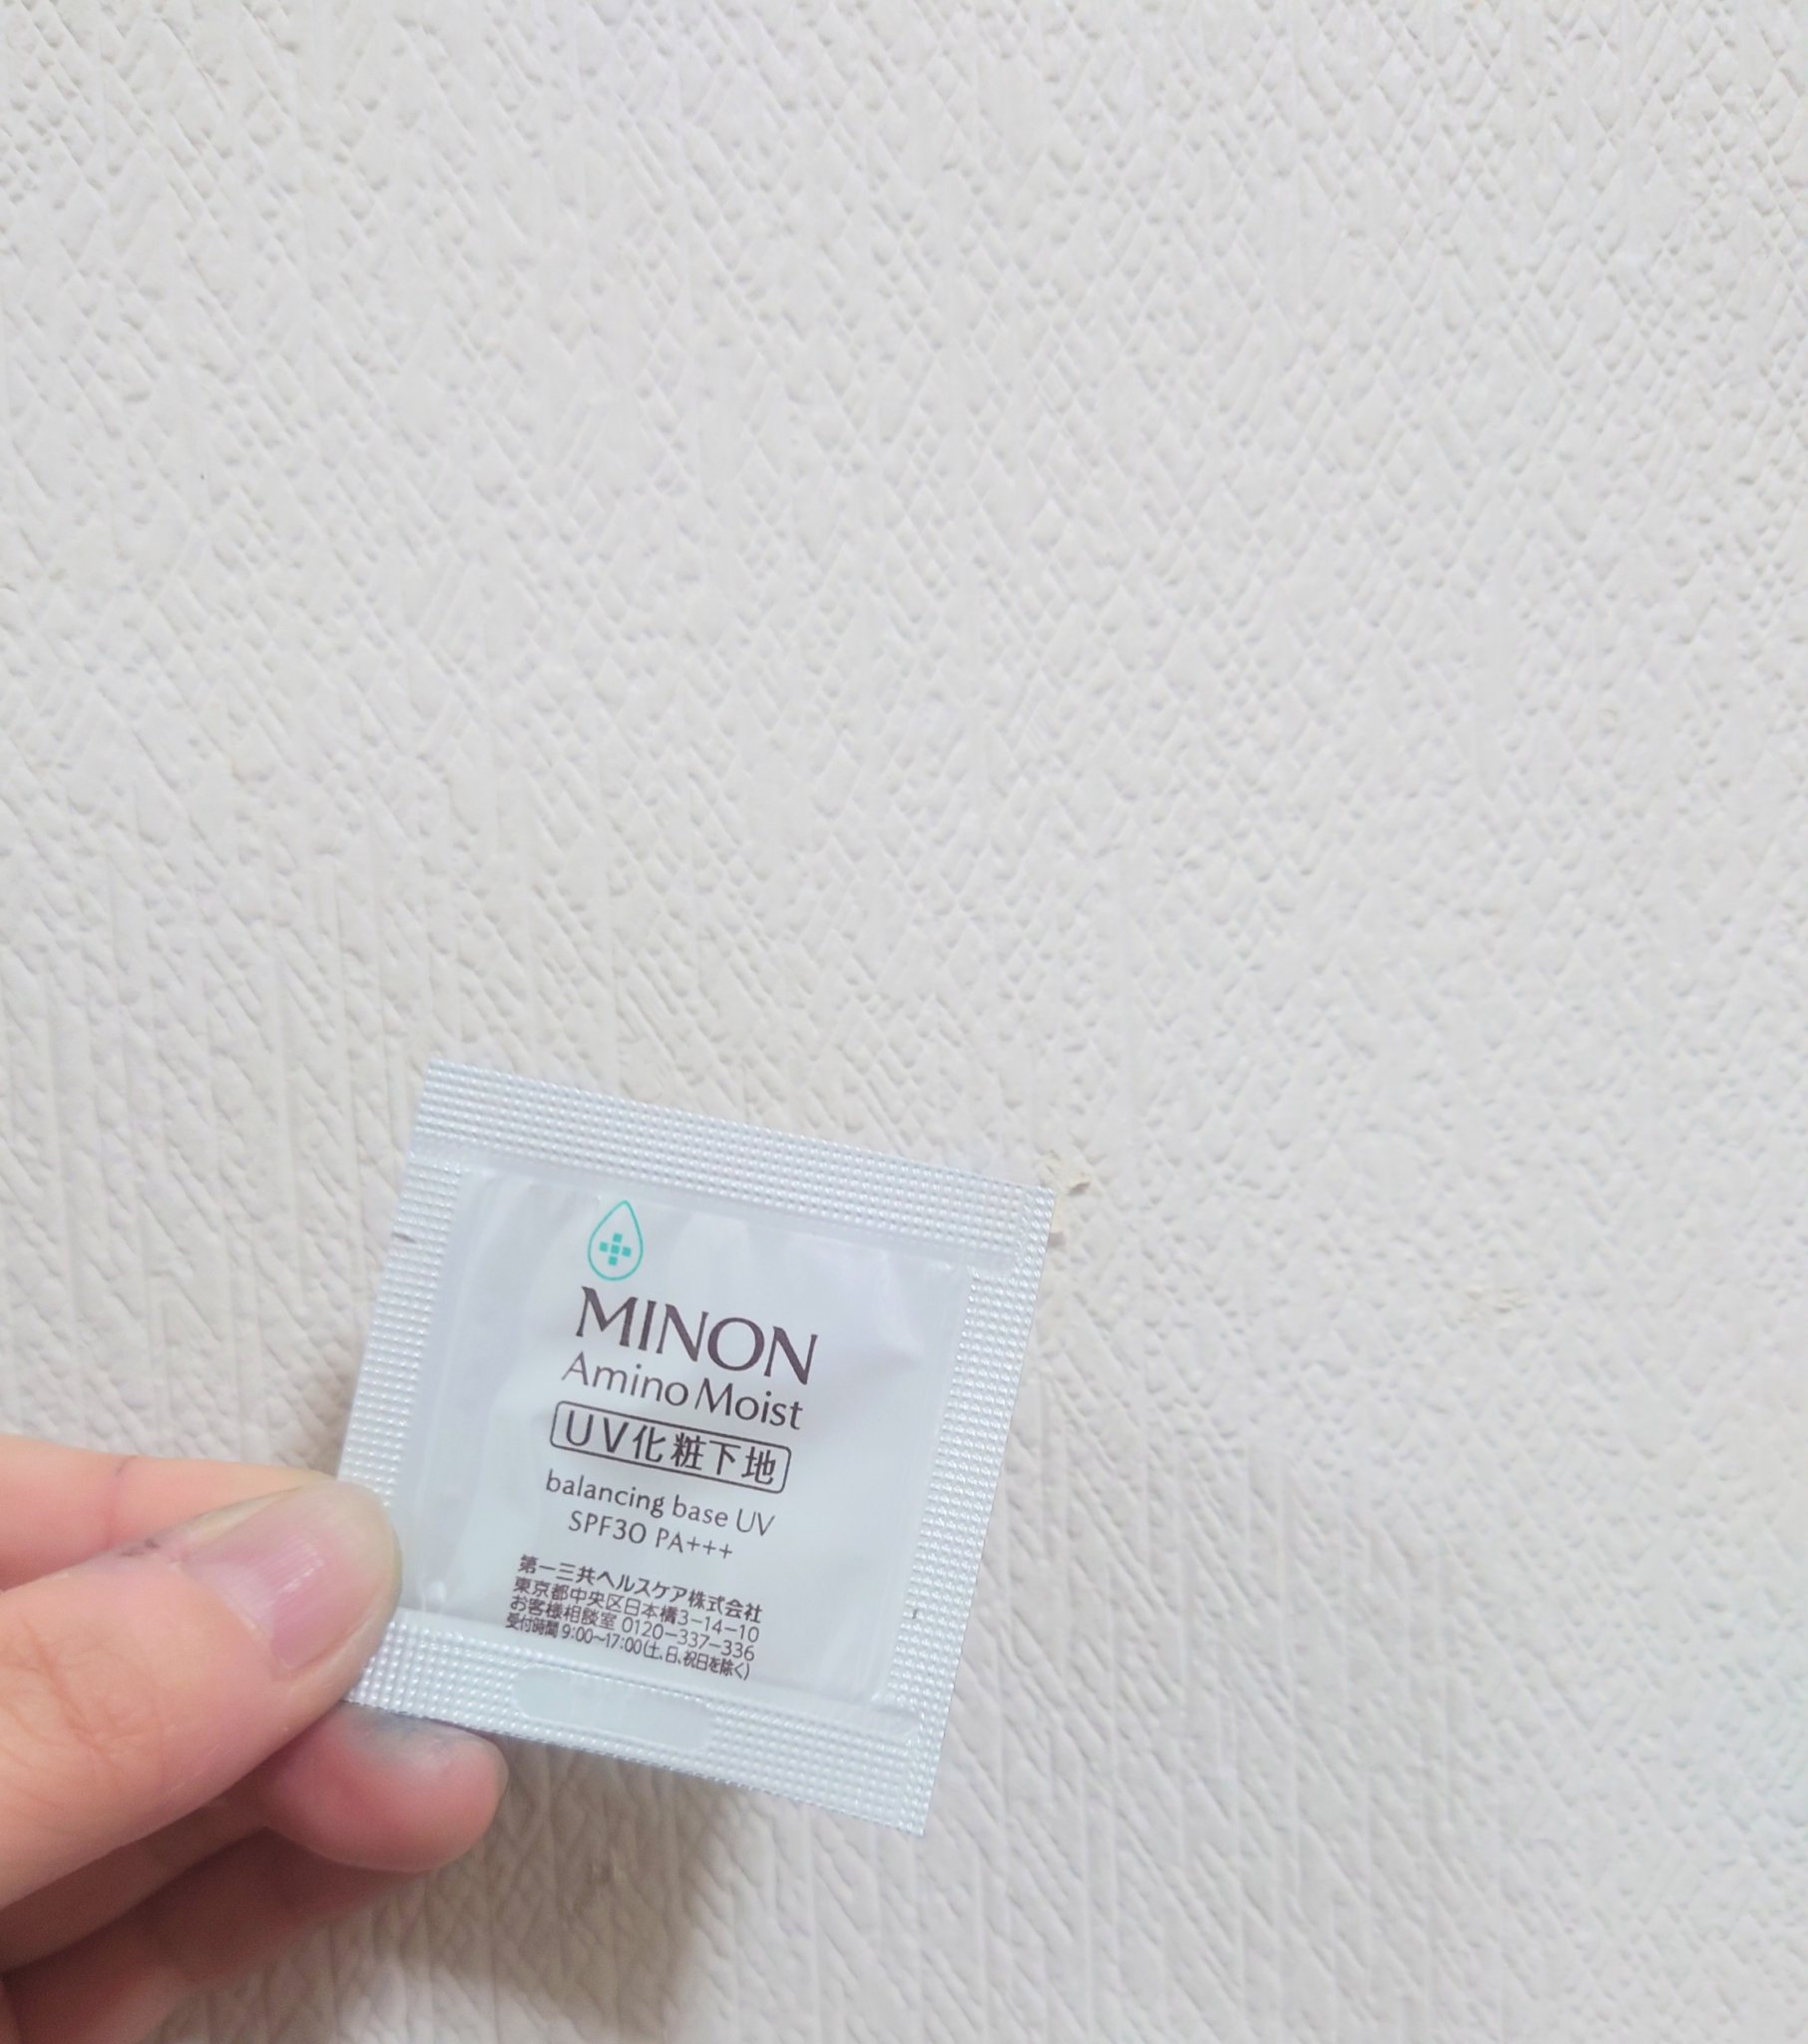 MINON
Amino Moist
UV化粧下地
balancing base UV
SPF30 PA+++
第一三共ヘルスケア株式会社
東京都中央区日本橋3-14-10
お客様相談室 0120-337-336
受付時間 9:00~17:00(土、日、祝日を除く)